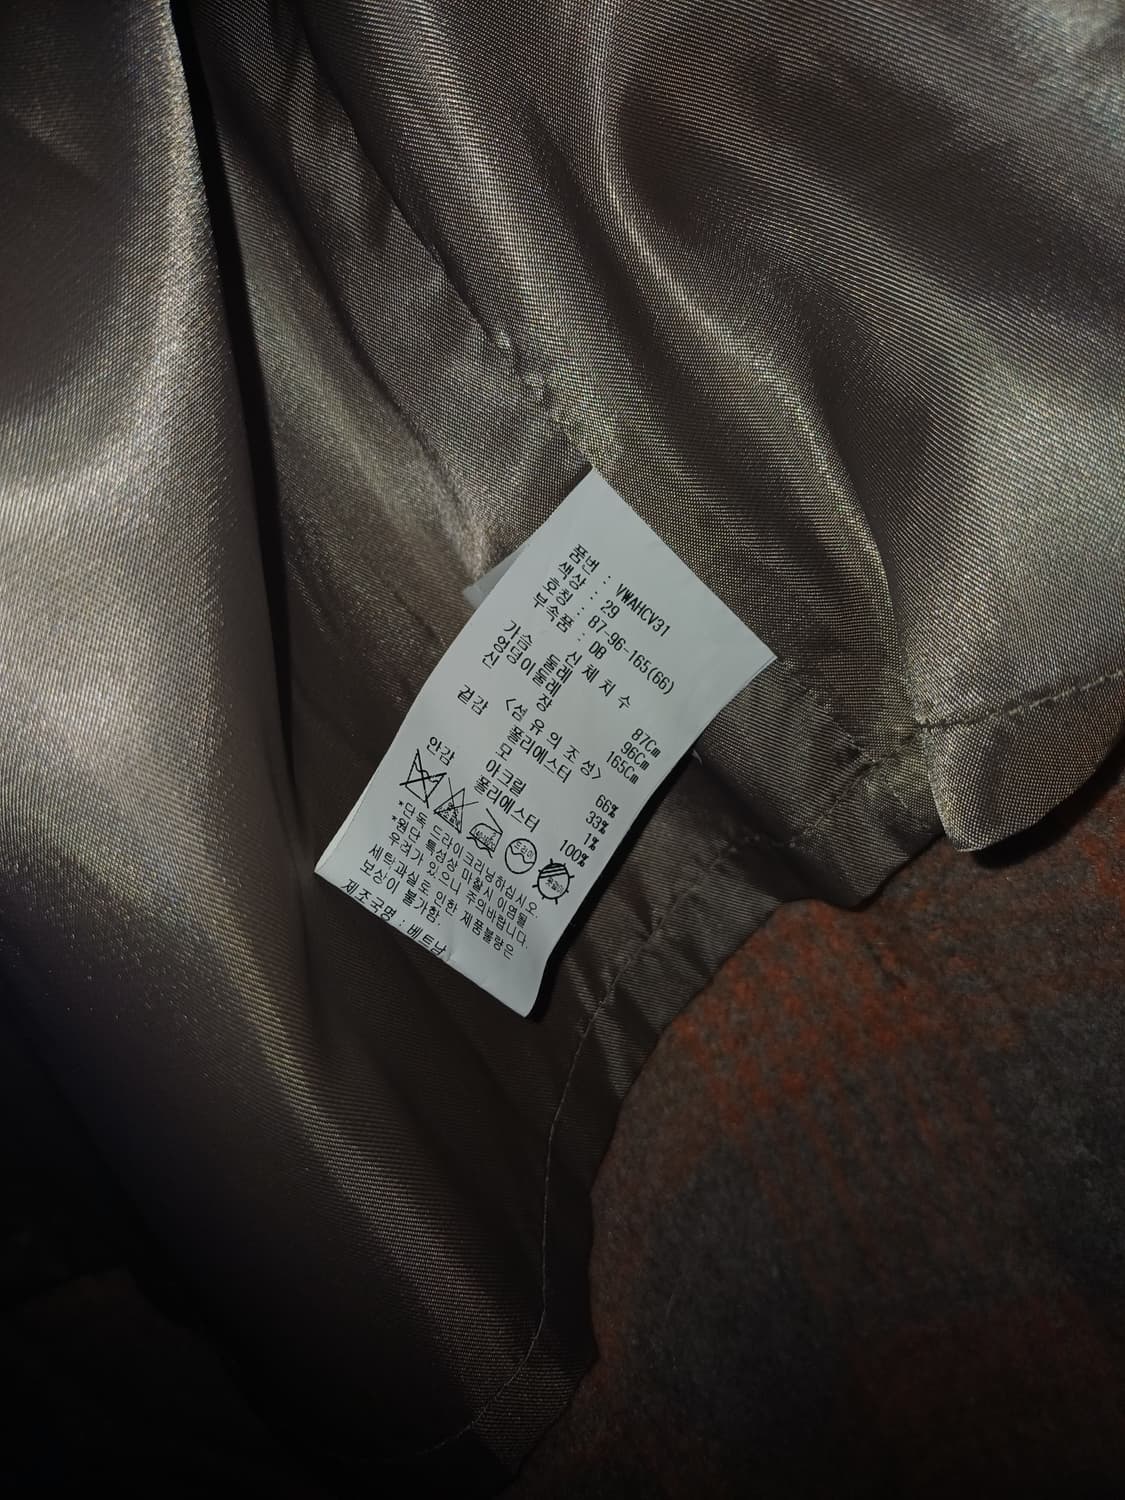 품번 : VWAHCV31
색상 : 29
호칭 : 87-96-165(66)
부속품 : DB
신 체 치 수
가슴 둘레 87Cm
엉덩이둘레 96Cm
신 장 165Cm
<섬 유 의 조 성>
겉감 폴리에스터 66%
모 33%
아크릴 1%
안감 폴리에스터 100%
*단독 드라이크리닝하십시오.
*원단 특성상 마찰시 이염될
우려가 있으니 주의바랍니다.
세탁과실로 인한 제품불량은
보상이 불가함.
제조국명 : 베트남